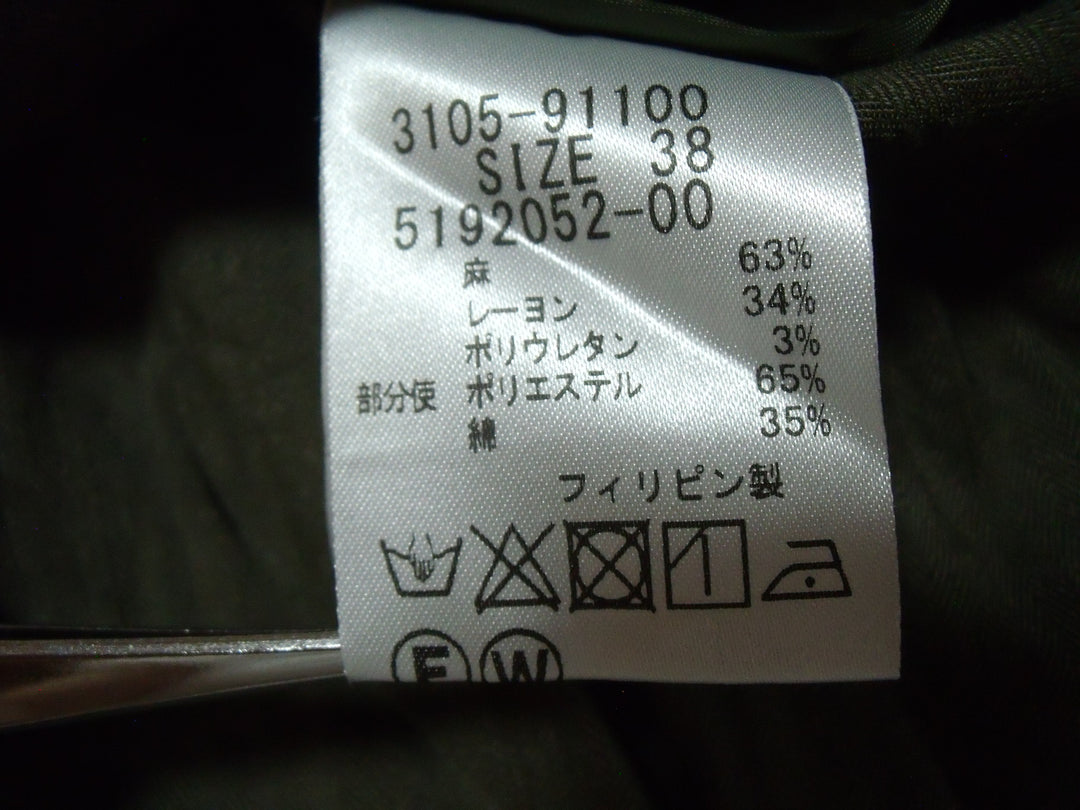 3105-91100
SIZE 38
5192052-00
麻 63%
レーヨン 34%
ポリウレタン 3%
部分使 ポリエステル 65%
綿 35%
フィリピン製
F W